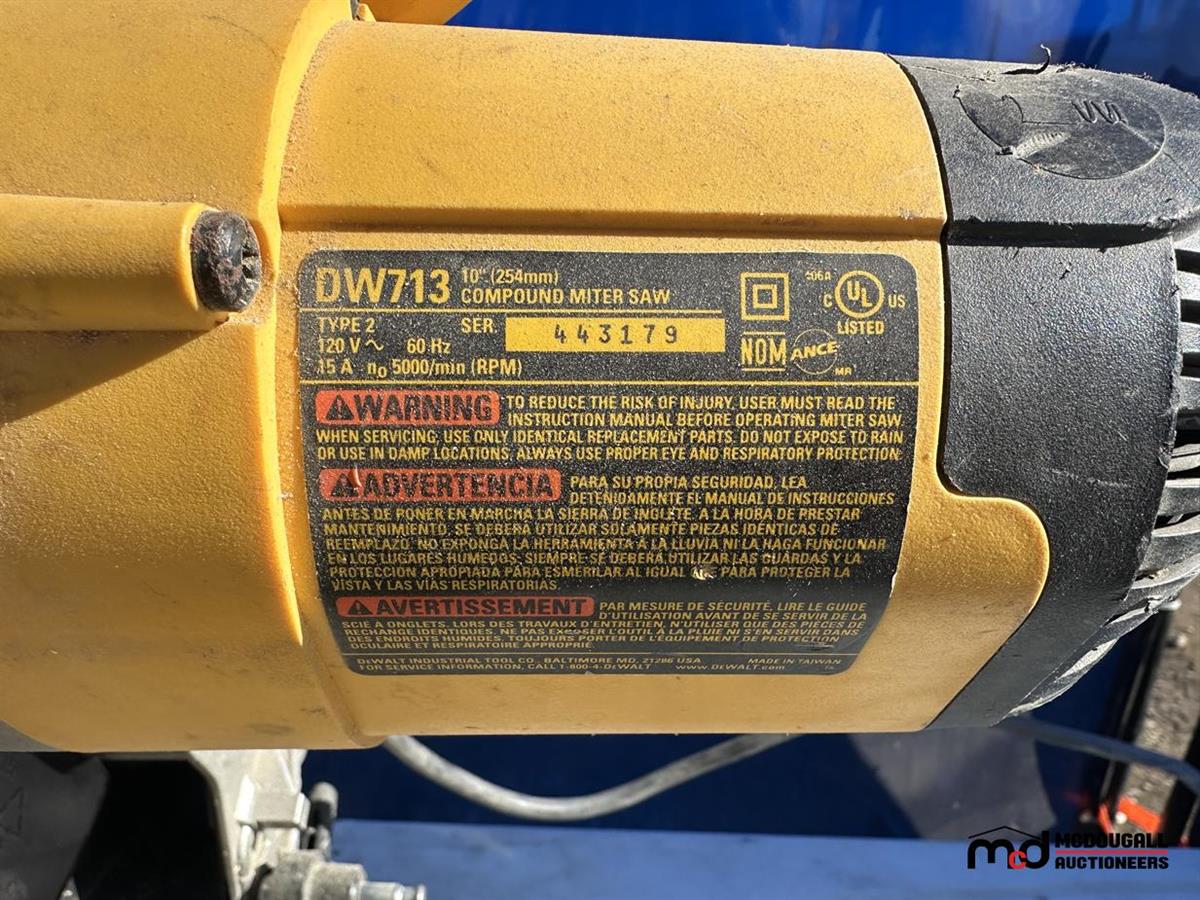 DW713
10" (254mm)
COMPOUND MITER SAW
TYPE 2
SER. 443179
120 V ~ 60 Hz
15 A n0 5000/min (RPM)
506A
C UL US
LISTED
NOM ANCE MR
WARNING TO REDUCE THE RISK OF INJURY, USER MUST READ THE
INSTRUCTION MANUAL BEFORE OPERATING MITER SAW
WHEN SERVICING, USE ONLY IDENTICAL REPLACEMENT PARTS. DO NOT EXPOSE TO RAIN
OR USE IN DAMP LOCATIONS. ALWAYS USE PROPER EYE AND RESPIRATORY PROTECTION.
ADVERTENCIA PARA SU PROPIA SEGURIDAD, LEA
DETENIDAMENTE EL MANUAL DE INSTRUCCIONES
ANTES DE PONER EN MARCHA LA SIERRA DE INGLETE. A LA HORA DE PRESTAR
MANTENIMIENTO, SE DEBERÁ UTILIZAR SOLAMENTE PIEZAS IDÉNTICAS DE
REEMPLAZO. NO EXPONGA LA HERRAMIENTA A LA LLUVIA NI LA HAGA FUNCIONAR
EN LOS LUGARES HUMEDOS. SIEMPRE SE DEBERÁ UTILIZAR LAS GUARDAS Y LA
PROTECCION APROPIADA PARA ESMERILAR AL IGUAL QUE PARA PROTEGER LA
VISTA Y LAS VÍAS RESPIRATORIAS.
AVERTISSEMENT PAR MESURE DE SÉCURITÉ, LIRE LE GUIDE
D'UTILISATION AVANT DE SE SERVIR DE LA
SCIE À ONGLETS. LORS DES TRAVAUX D'ENTRETIEN, N'UTILISER QUE DES PIECES DE
RECHANGE IDENTIQUES. NE PAS EXPOSER L'OUTIL À LA PLUIE NI S'EN SERVIR DANS
DES ENDROITS HUMIDES. TOUJOURS PORTER DE L'ÉQUIPEMENT DE PROTECTION
OCULAIRE ET RESPIRATOIRE APPROPRIÉ.
DEWALT INDUSTRIAL TOOL CO., BALTIMORE MD, 21286 USA MADE IN TAIWAN
FOR SERVICE INFORMATION, CALL 1-800-4-DEWALT www.DEWALT.com
mcd MCDOUGALL
AUCTIONEERS